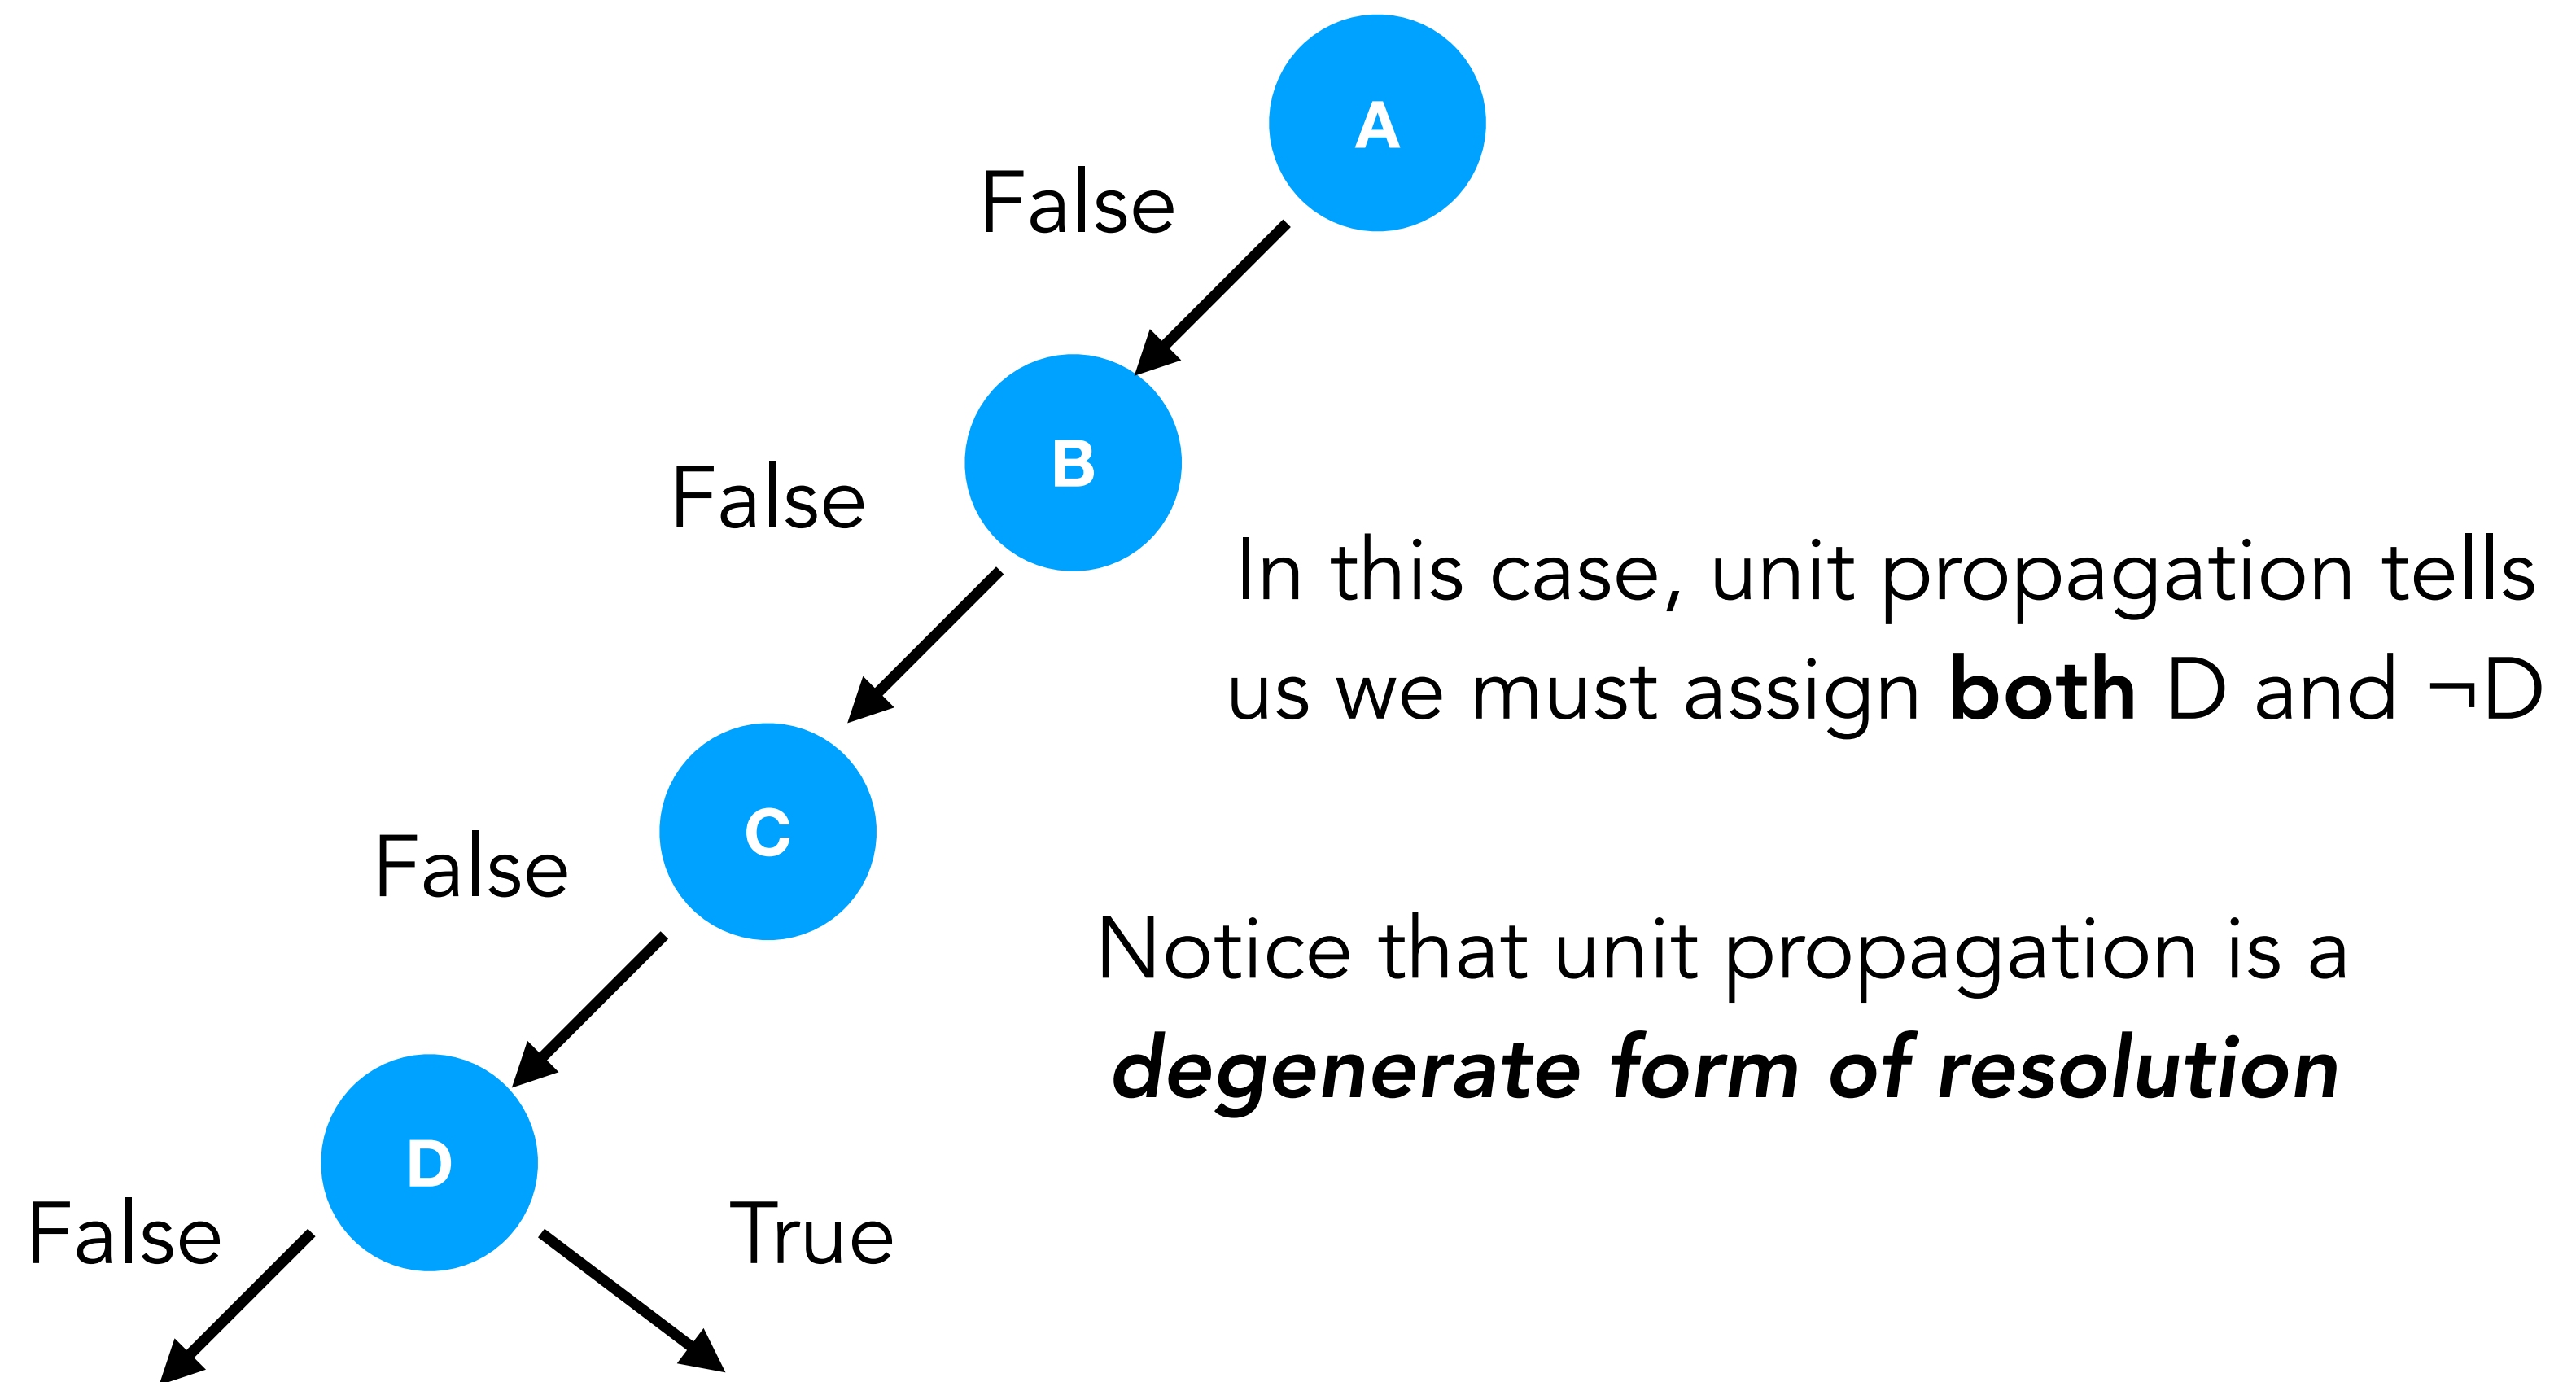 A
False
B
False
In this case, unit propagation tells
us we must assign both D and ¬D
C
False
Notice that unit propagation is a
degenerate form of resolution
D
False
True